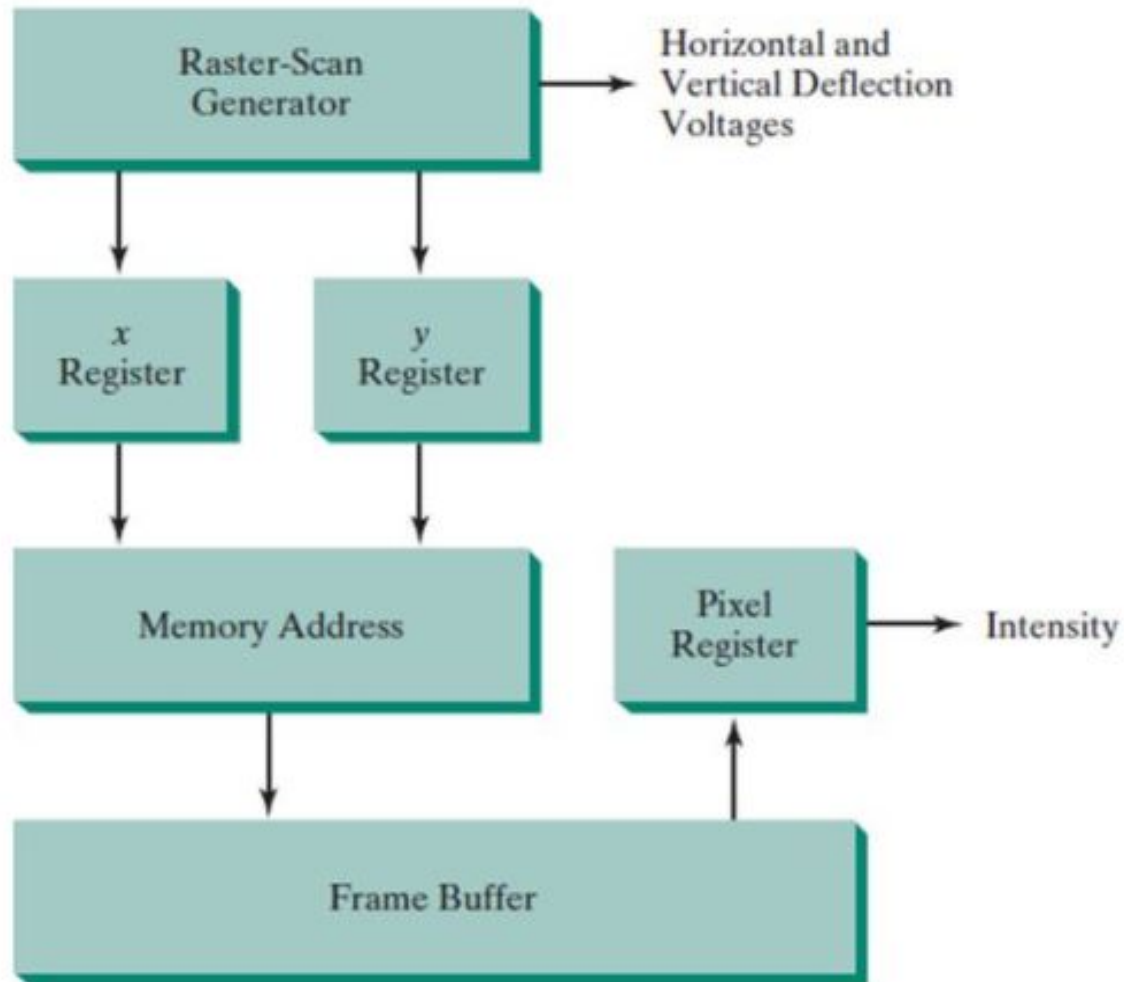 Raster-Scan
Generator
Horizontal and
Vertical Deflection
Voltages
x
Register
y
Register
Memory Address
Pixel
Register
Intensity
Frame Buffer